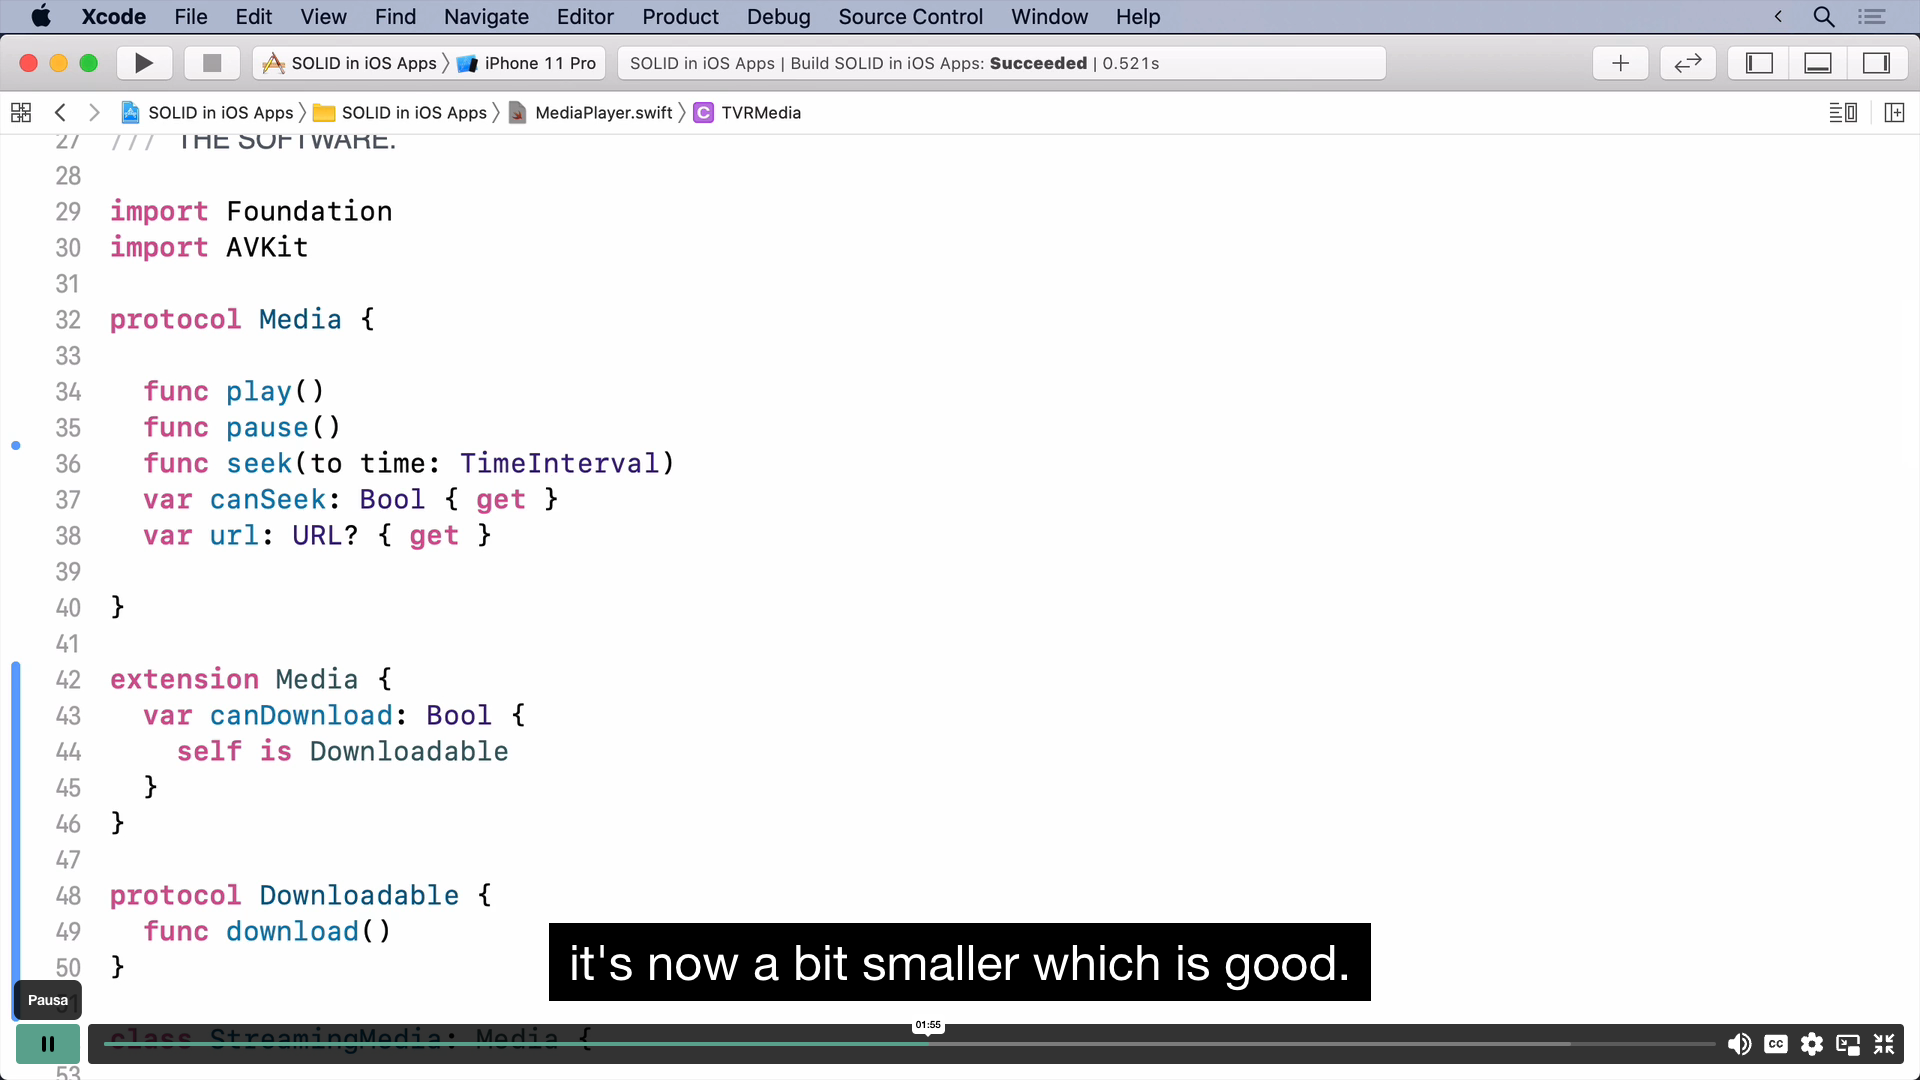 Xcode File Edit View Find Navigate Editor Product Debug Source Control Window Help
SOLID in iOS Apps iPhone 11 Pro SOLID in iOS Apps | Build SOLID in iOS Apps: Succeeded | 0.521s
SOLID in iOS Apps SOLID in iOS Apps MediaPlayer.swift C TVRMedia
27 /// THE SOFTWARE.
28
29 import Foundation
30 import AVKit
31
32 protocol Media {
33
34 func play()
35 func pause()
36 func seek(to time: TimeInterval)
37 var canSeek: Bool { get }
38 var url: URL? { get }
39
40 }
41
42 extension Media {
43 var canDownload: Bool {
44 self is Downloadable
45 }
46 }
47
48 protocol Downloadable {
49 func download()
50 }
it's now a bit smaller which is good.
Pausa
01:55
class StreamingMedia: Media {
CC
53